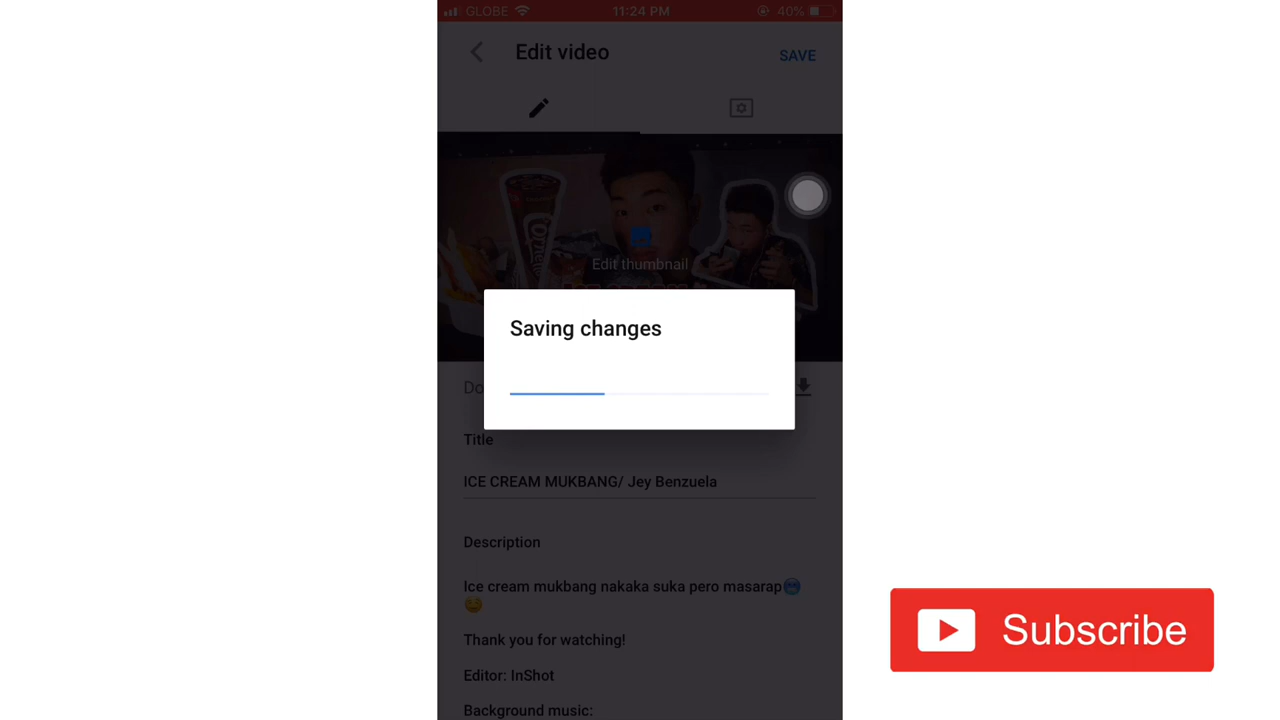 GLOBE 11:24 PM 40%
Edit video SAVE
Edit thumbnail
Saving changes
Title
ICE CREAM MUKBANG/ Jey Benzuela
Description
Ice cream mukbang nakaka suka pero masarap🥶
🤮
Thank you for watching!
Editor: InShot
Background music:
Subscribe